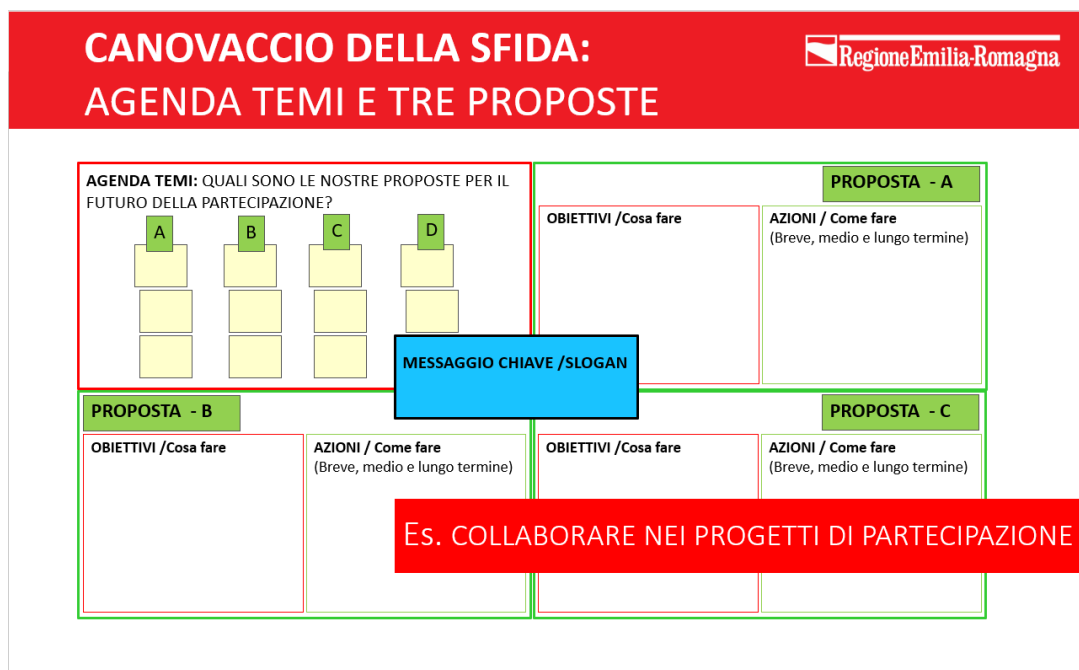 CANOVACCIO DELLA SFIDA:
AGENDA TEMI E TRE PROPOSTE
RegioneEmilia-Romagna
AGENDA TEMI: QUALI SONO LE NOSTRE PROPOSTE PER IL
FUTURO DELLA PARTECIPAZIONE?
A
B
C
D
PROPOSTA - A
OBIETTIVI /Cosa fare
AZIONI / Come fare
(Breve, medio e lungo termine)
MESSAGGIO CHIAVE /SLOGAN
PROPOSTA - B
OBIETTIVI /Cosa fare
AZIONI / Come fare
(Breve, medio e lungo termine)
PROPOSTA - C
OBIETTIVI /Cosa fare
AZIONI / Come fare
(Breve, medio e lungo termine)
Es. COLLABORARE NEI PROGETTI DI PARTECIPAZIONE